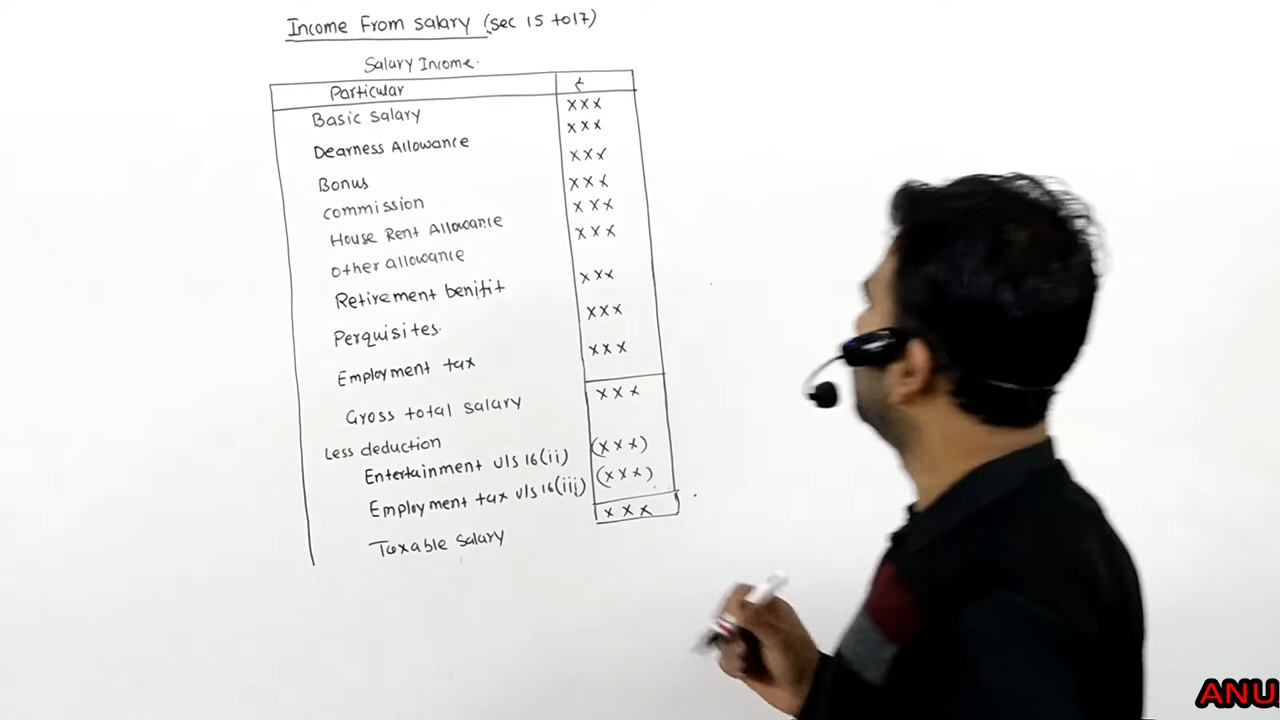 Income From salary (sec 15 to 17)
Salary Income.
Particular ₹
Basic salary xxx
Dearness Allowance xxx
Bonus xxx
commission xxx
House Rent Allowance xxx
other allowance xxx
Retirement benifit xxx
Perquisites. xxx
Employment tax xxx
Gross total salary xxx
Less deduction
Entertainment u/s 16(ii) (xxx)
Employment tax u/s 16(iii) (xxx)
Taxable salary xxx
ANU